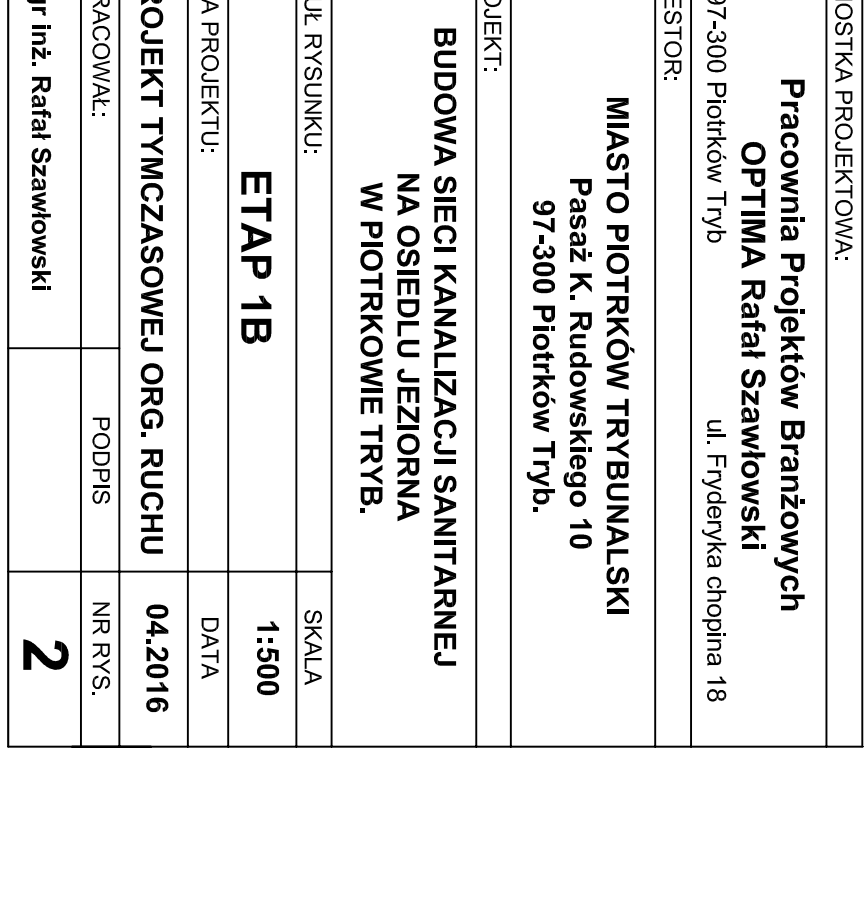 NOSTKA PROJEKTOWA:
Pracownia Projektów Branżowych
OPTIMA Rafał Szawłowski
97-300 Piotrków Tryb ul. Fryderyka chopina 18
ESTOR:
MIASTO PIOTRKÓW TRYBUNALSKI
Pasaż K. Rudowskiego 10
97-300 Piotrków Tryb.
OJEKT:
BUDOWA SIECI KANALIZACJI SANITARNEJ
NA OSIEDLU JEZIORNA
W PIOTRKOWIE TRYB.
UŁ RYSUNKU: SKALA
ETAP 1B 1:500
A PROJEKTU: DATA
ROJEKT TYMCZASOWEJ ORG. RUCHU 04.2016
RACOWAŁ: PODPIS NR RYS.
gr inż. Rafał Szawłowski 2